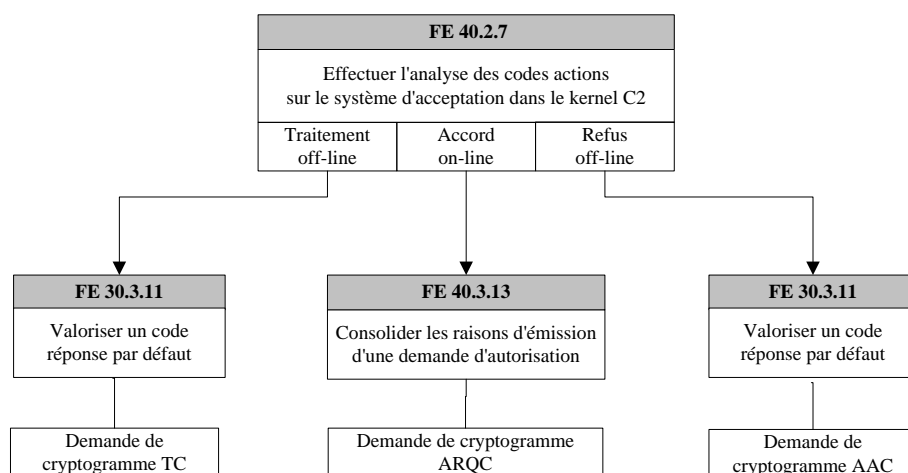 FE 40.2.7
Effectuer l'analyse des codes actions
sur le système d'acceptation dans le kernel C2
Traitement
off-line
Accord
on-line
Refus
off-line
FE 30.3.11
Valoriser un code
réponse par défaut
FE 40.3.13
Consolider les raisons d'émission
d'une demande d'autorisation
FE 30.3.11
Valoriser un code
réponse par défaut
Demande de
cryptogramme TC
Demande de cryptogramme
ARQC
Demande de
cryptogramme AAC